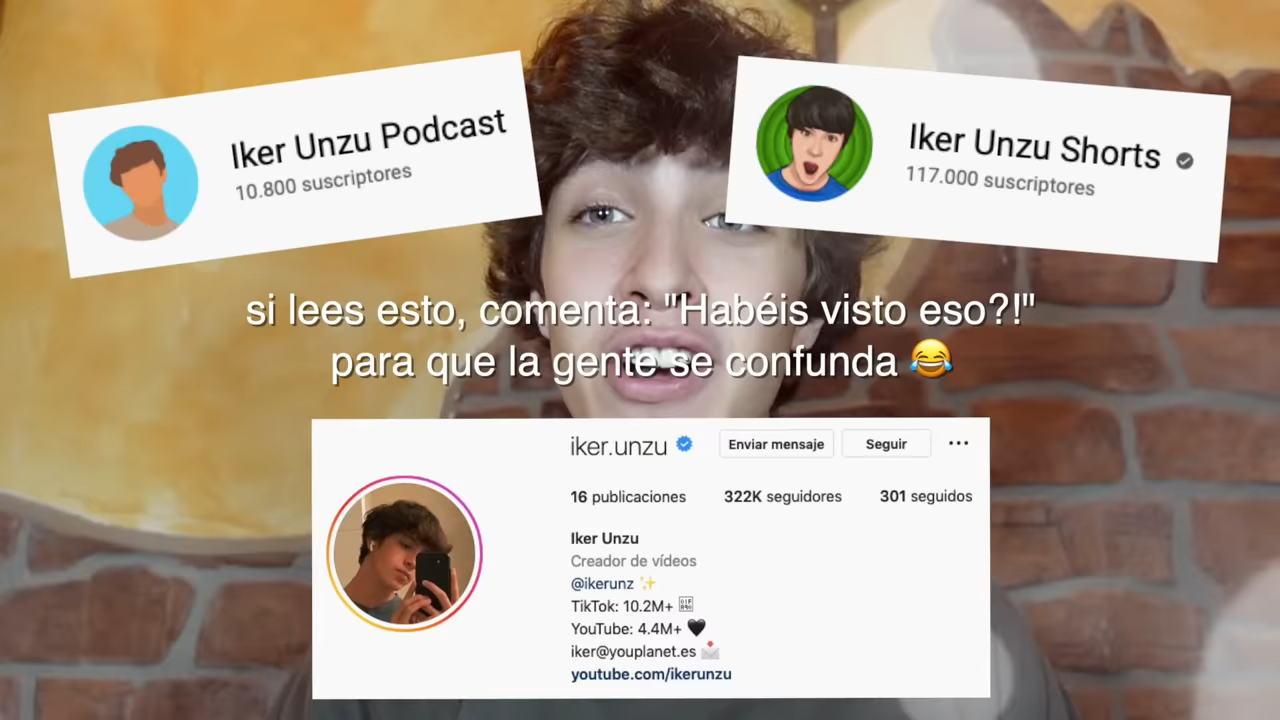 Iker Unzu Podcast
10.800 suscriptores
Iker Unzu Shorts
117.000 suscriptores
si lees esto, comenta: "Habéis visto eso?!"
para que la gente se confunda 😂
iker.unzu
Enviar mensaje
Seguir
16 publicaciones 322K seguidores 301 seguidos
Iker Unzu
Creador de vídeos
@ikerunz ✨
TikTok: 10.2M+
YouTube: 4.4M+ 🖤
iker@youplanet.es 📩
youtube.com/ikerunzu